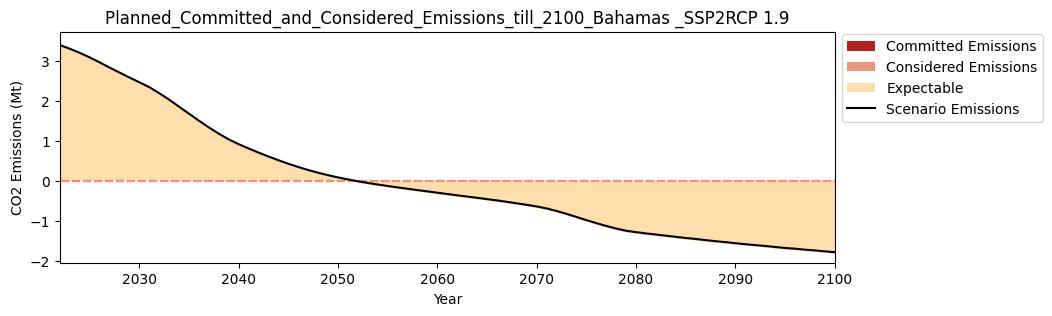 Planned_Committed_and_Considered_Emissions_till_2100_Bahamas _SSP2RCP 1.9
CO2 Emissions (Mt)
3
2
1
0
−1
−2
2030 2040 2050 2060 2070 2080 2090 2100
Year
Committed Emissions
Considered Emissions
Expectable
Scenario Emissions